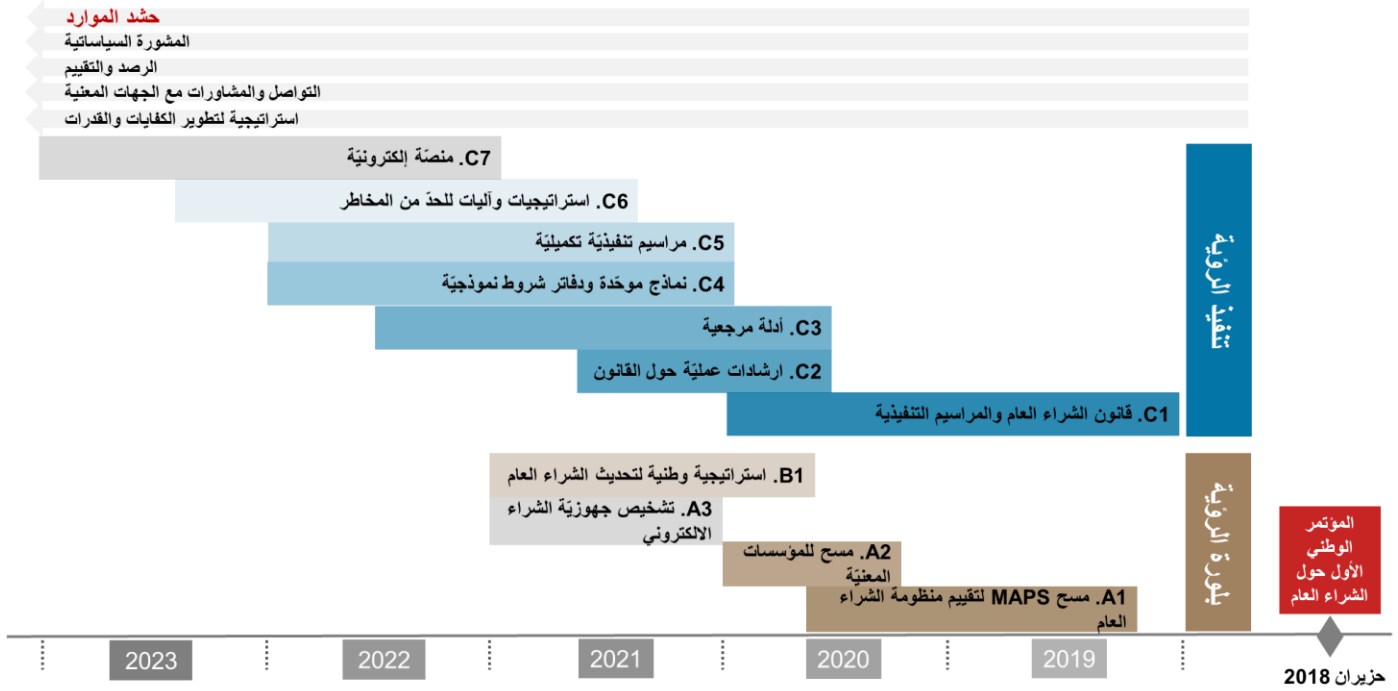 حشد الموارد
المشورة السياساتية
الرصد والتقييم
التواصل والمشاورات مع الجهات المعنية
استراتيجية لتطوير الكفايات والقدرات
تنفيذ الرؤية
C7. منصّة إلكترونيّة
C6. استراتيجيات وآليات للحدّ من المخاطر
C5. مراسيم تنفيذيّة تكميليّة
C4. نماذج موحّدة ودفاتر شروط نموذجيّة
C3. أدلة مرجعية
C2. ارشادات عمليّة حول القانون
C1. قانون الشراء العام والمراسيم التنفيذية
بلورة الرؤية
B1. استراتيجية وطنية لتحديث الشراء العام
A3. تشخيص جهوزيّة الشراء
الالكتروني
A2. مسح للمؤسسات
المعنيّة
A1. مسح MAPS لتقييم منظومة الشراء
العام
المؤتمر
الوطني
الأول حول
الشراء العام
حزيران 2018
2019
2020
2021
2022
2023